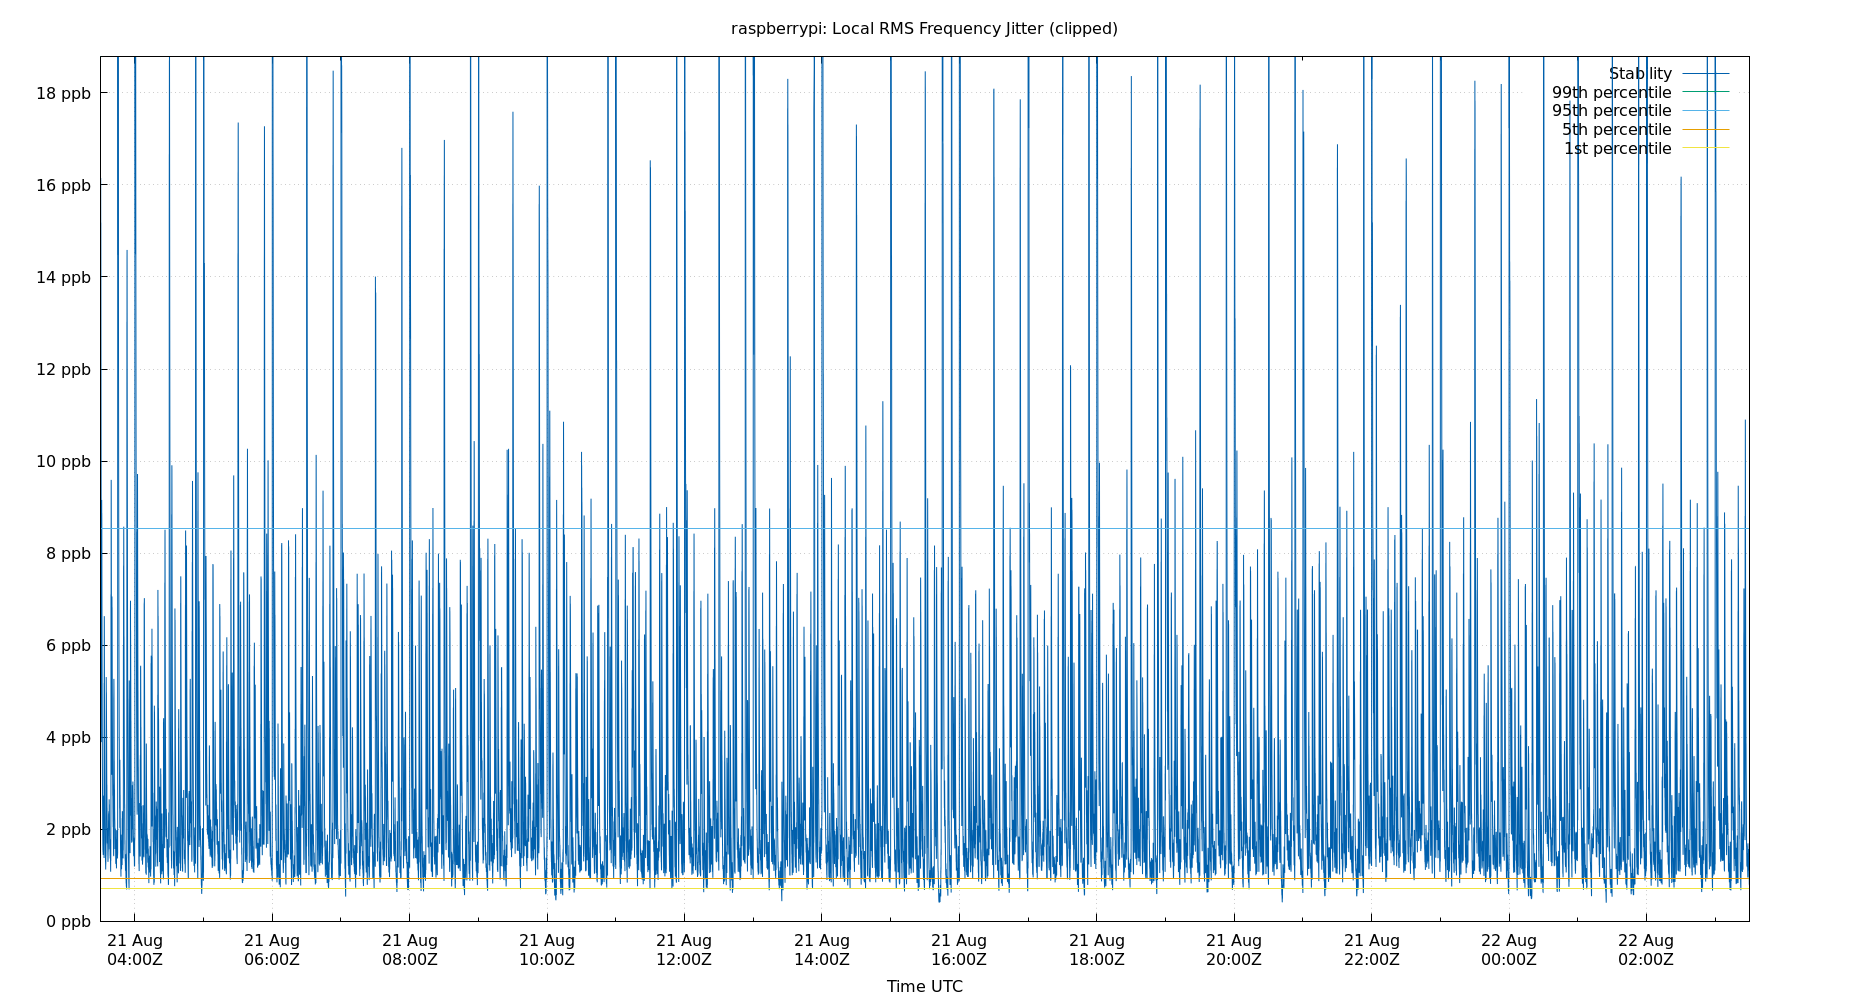 raspberrypi: Local RMS Frequency Jitter (clipped)
Stability
99th percentile
95th percentile
5th percentile
1st percentile
18 ppb
16 ppb
14 ppb
12 ppb
10 ppb
8 ppb
6 ppb
4 ppb
2 ppb
0 ppb
21 Aug 21 Aug 21 Aug 21 Aug 21 Aug 21 Aug 21 Aug 21 Aug 21 Aug 21 Aug 22 Aug 22 Aug
04:00Z 06:00Z 08:00Z 10:00Z 12:00Z 14:00Z 16:00Z 18:00Z 20:00Z 22:00Z 00:00Z 02:00Z
Time UTC